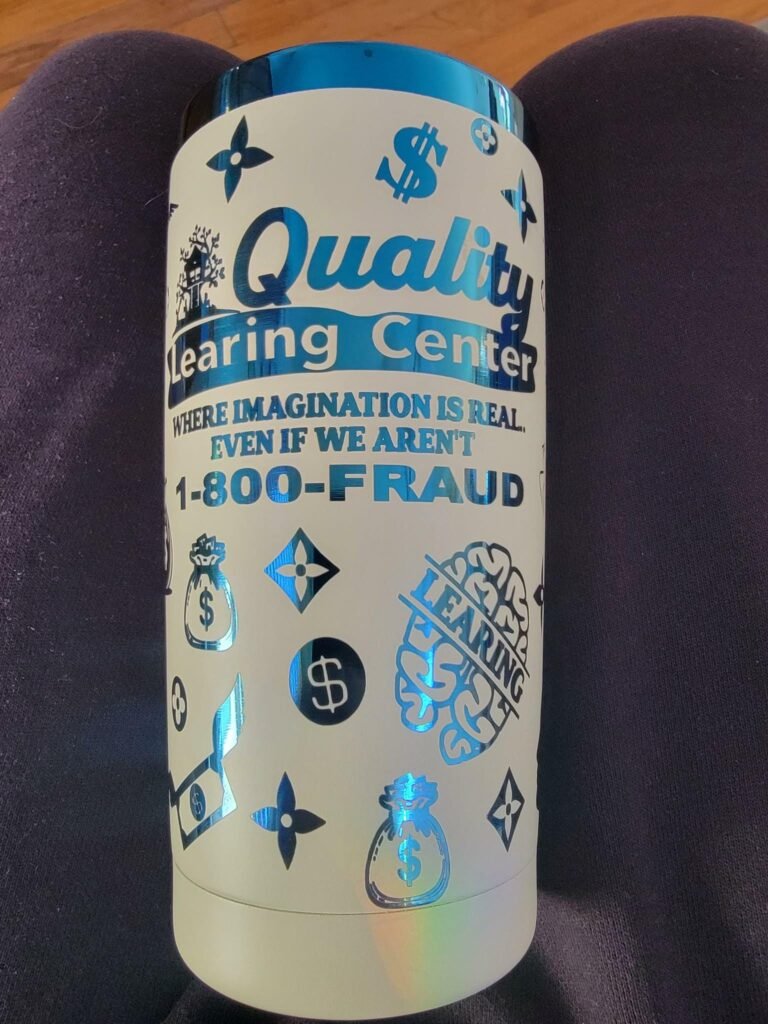 $
Quality
Learing Center
WHERE IMAGINATION IS REAL.
EVEN IF WE AREN'T
1-800-FRAUD
$
LEARING
$
$
$